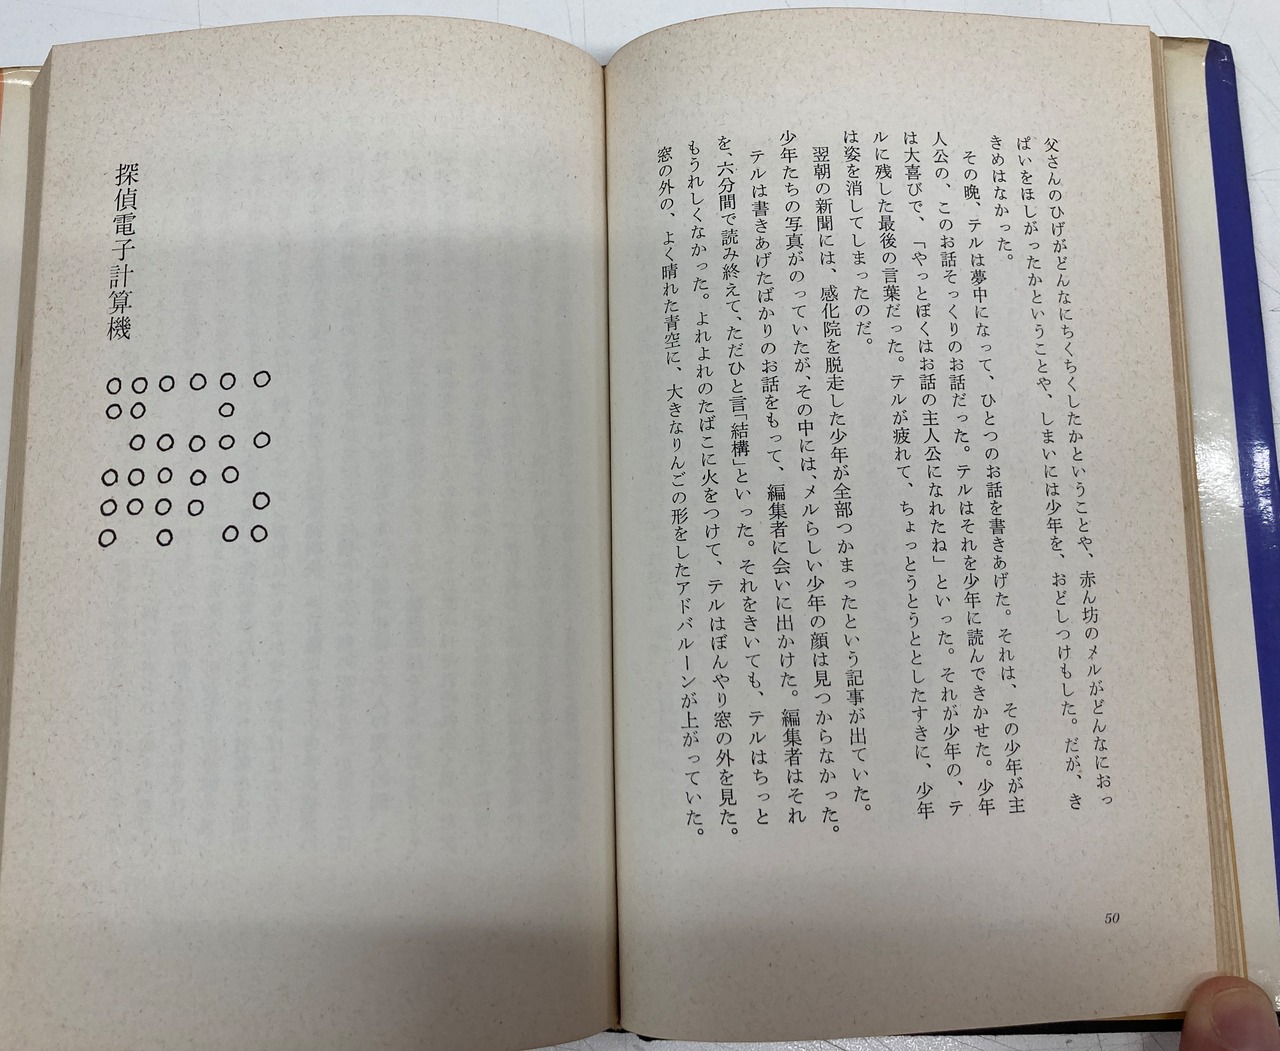 父さんのひげがどんなにちくちくしたかということや、赤ん坊のメルがどんなにおっ
ぱいをほしがったかということや、しまいには少年を、おどしつけもした。だが、き
きめはなかった。
その晩、テルは夢中になって、ひとつのお話を書きあげた。それは、その少年が主
人公の、このお話そっくりのお話だった。テルはそれを少年に読んできかせた。少年
は大喜びで、「やっとぼくはお話の主人公になれたね」といった。それが少年の、テ
ルに残した最後の言葉だった。テルが疲れて、ちょっとうとうととしたすきに、少年
は姿を消してしまったのだ。
翌朝の新聞には、感化院を脱走した少年が全部つかまったという記事が出ていた。
少年たちの写真がのっていたが、その中には、メルらしい少年の顔は見つからなかった。
テルは書きあげたばかりのお話をもって、編集者に会いに出かけた。編集者はそれ
を、六分間で読み終えて、ただひと言「結構」といった。それをきいても、テルはちっと
もうれしくなかった。よれよれのたばこに火をつけて、テルはぼんやり窓の外を見た。
窓の外の、よく晴れた青空に、大きなりんごの形をしたアドバルーンが上がっていた。
50
探偵電子計算機